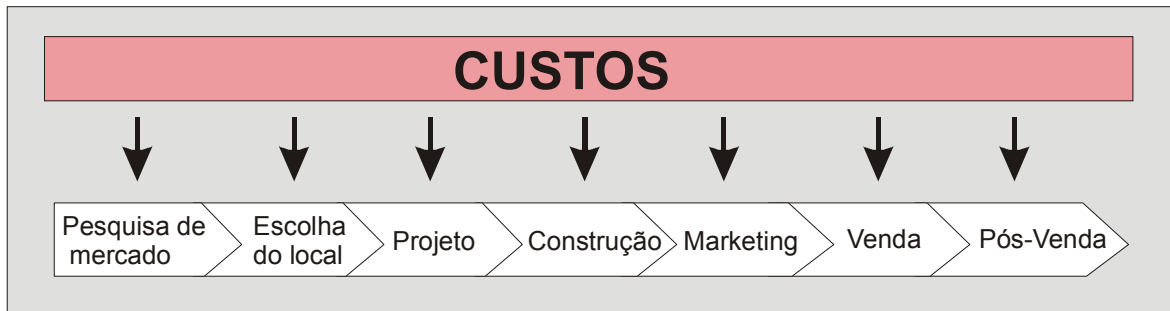 CUSTOS
Pesquisa de
mercado
Escolha
do local
Projeto
Construção
Marketing
Venda
Pós-Venda